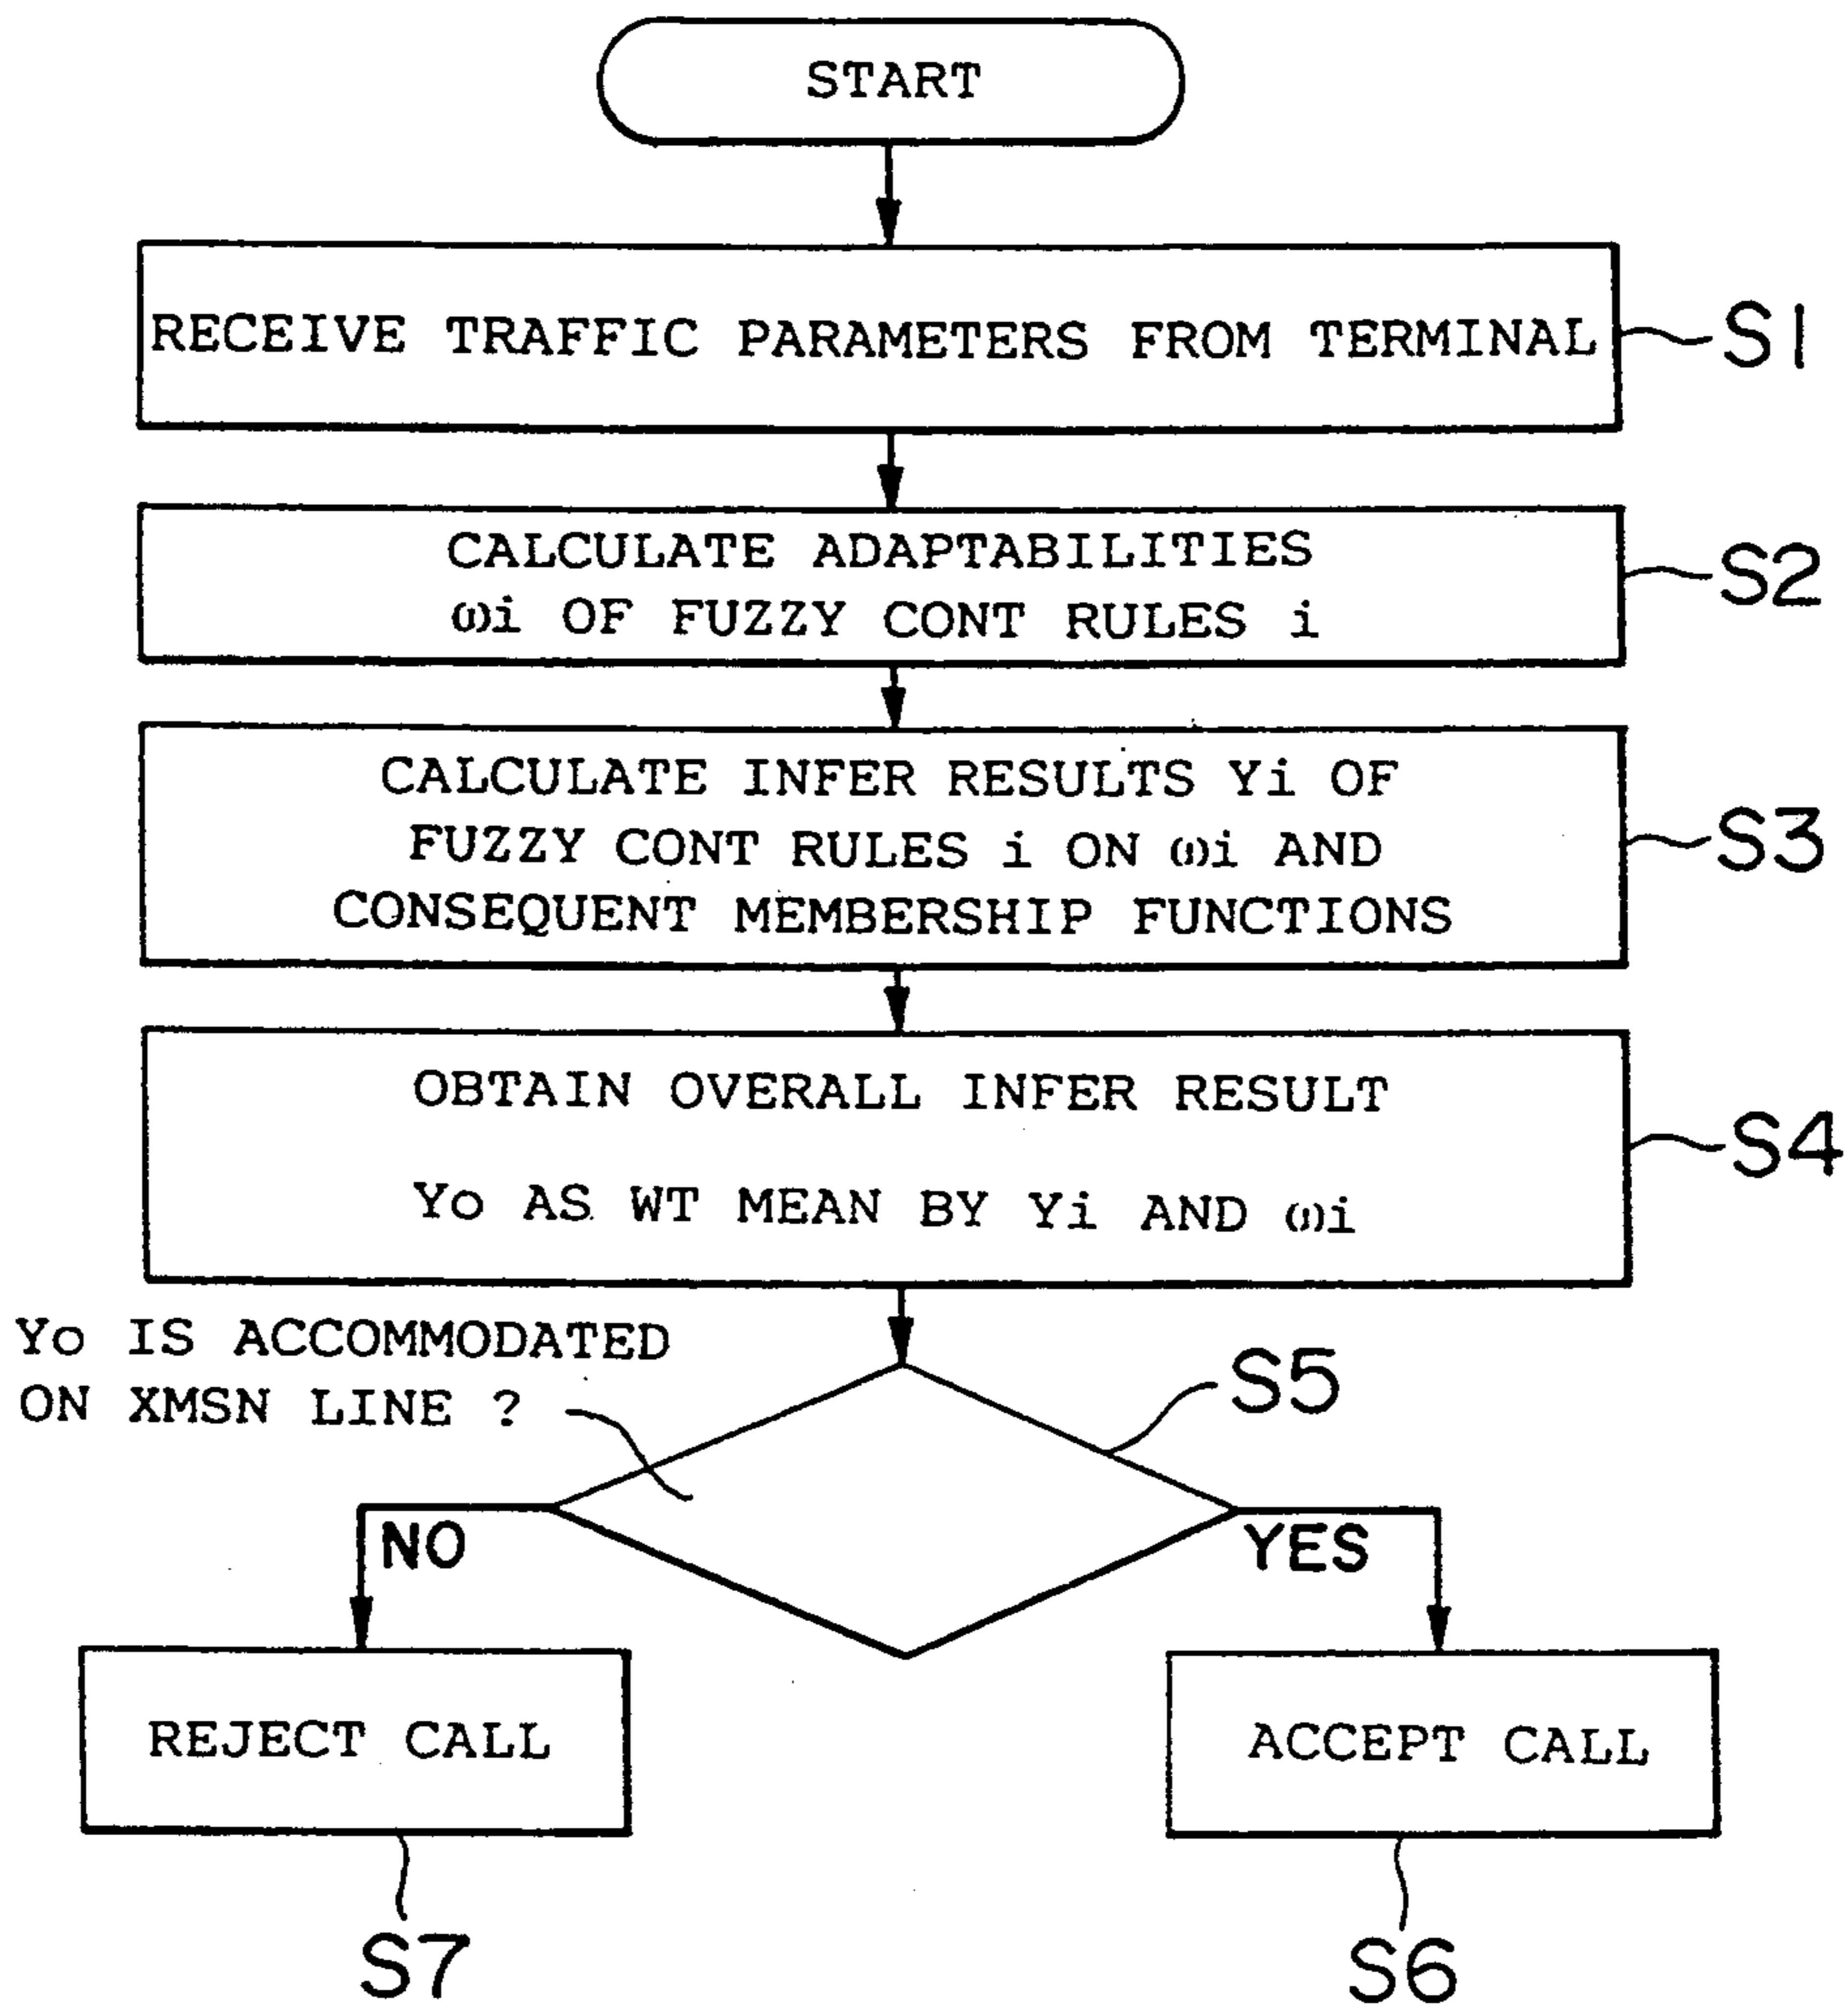 START
RECEIVE TRAFFIC PARAMETERS FROM TERMINAL
S1
CALCULATE ADAPTABILITIES
ωi OF FUZZY CONT RULES i
S2
CALCULATE INFER RESULTS Yi OF
FUZZY CONT RULES i ON ωi AND
CONSEQUENT MEMBERSHIP FUNCTIONS
S3
OBTAIN OVERALL INFER RESULT
Yo AS WT MEAN BY Yi AND ωi
S4
Yo IS ACCOMMODATED
ON XMSN LINE ?
S5
NO
YES
REJECT CALL
ACCEPT CALL
S7
S6